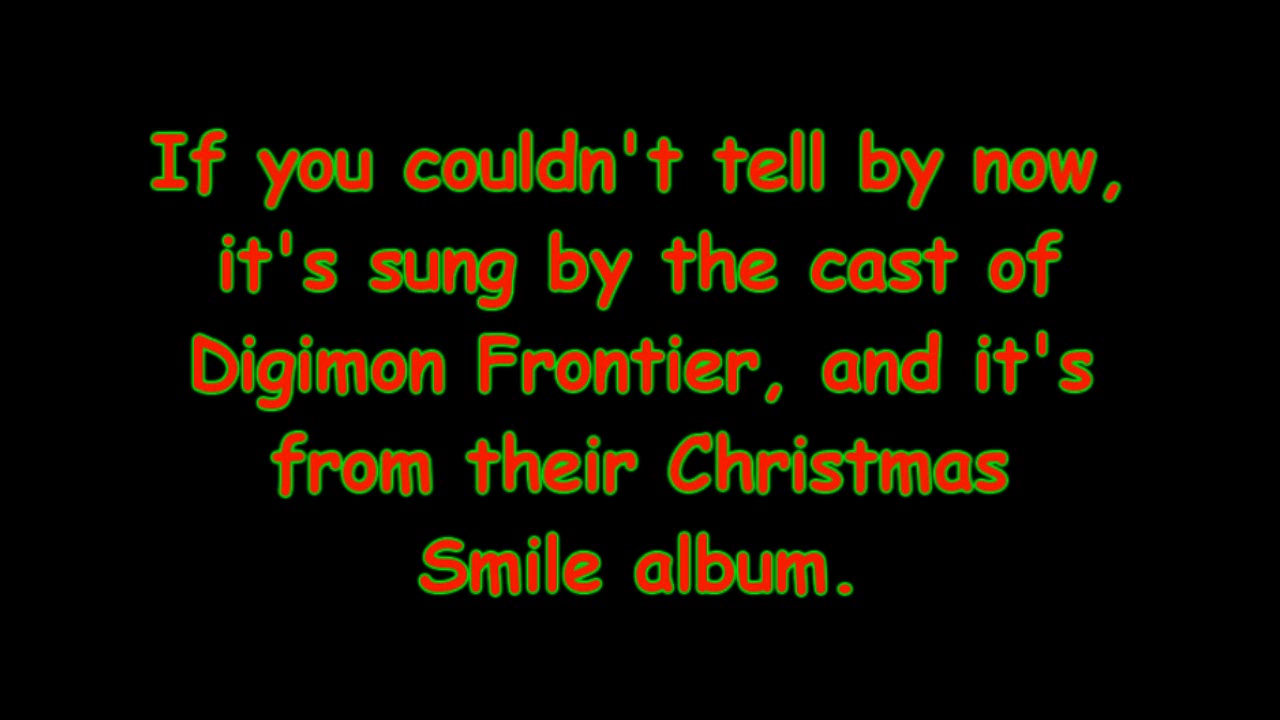 If you couldn't tell by now,
it's sung by the cast of
Digimon Frontier, and it's
from their Christmas
Smile album.